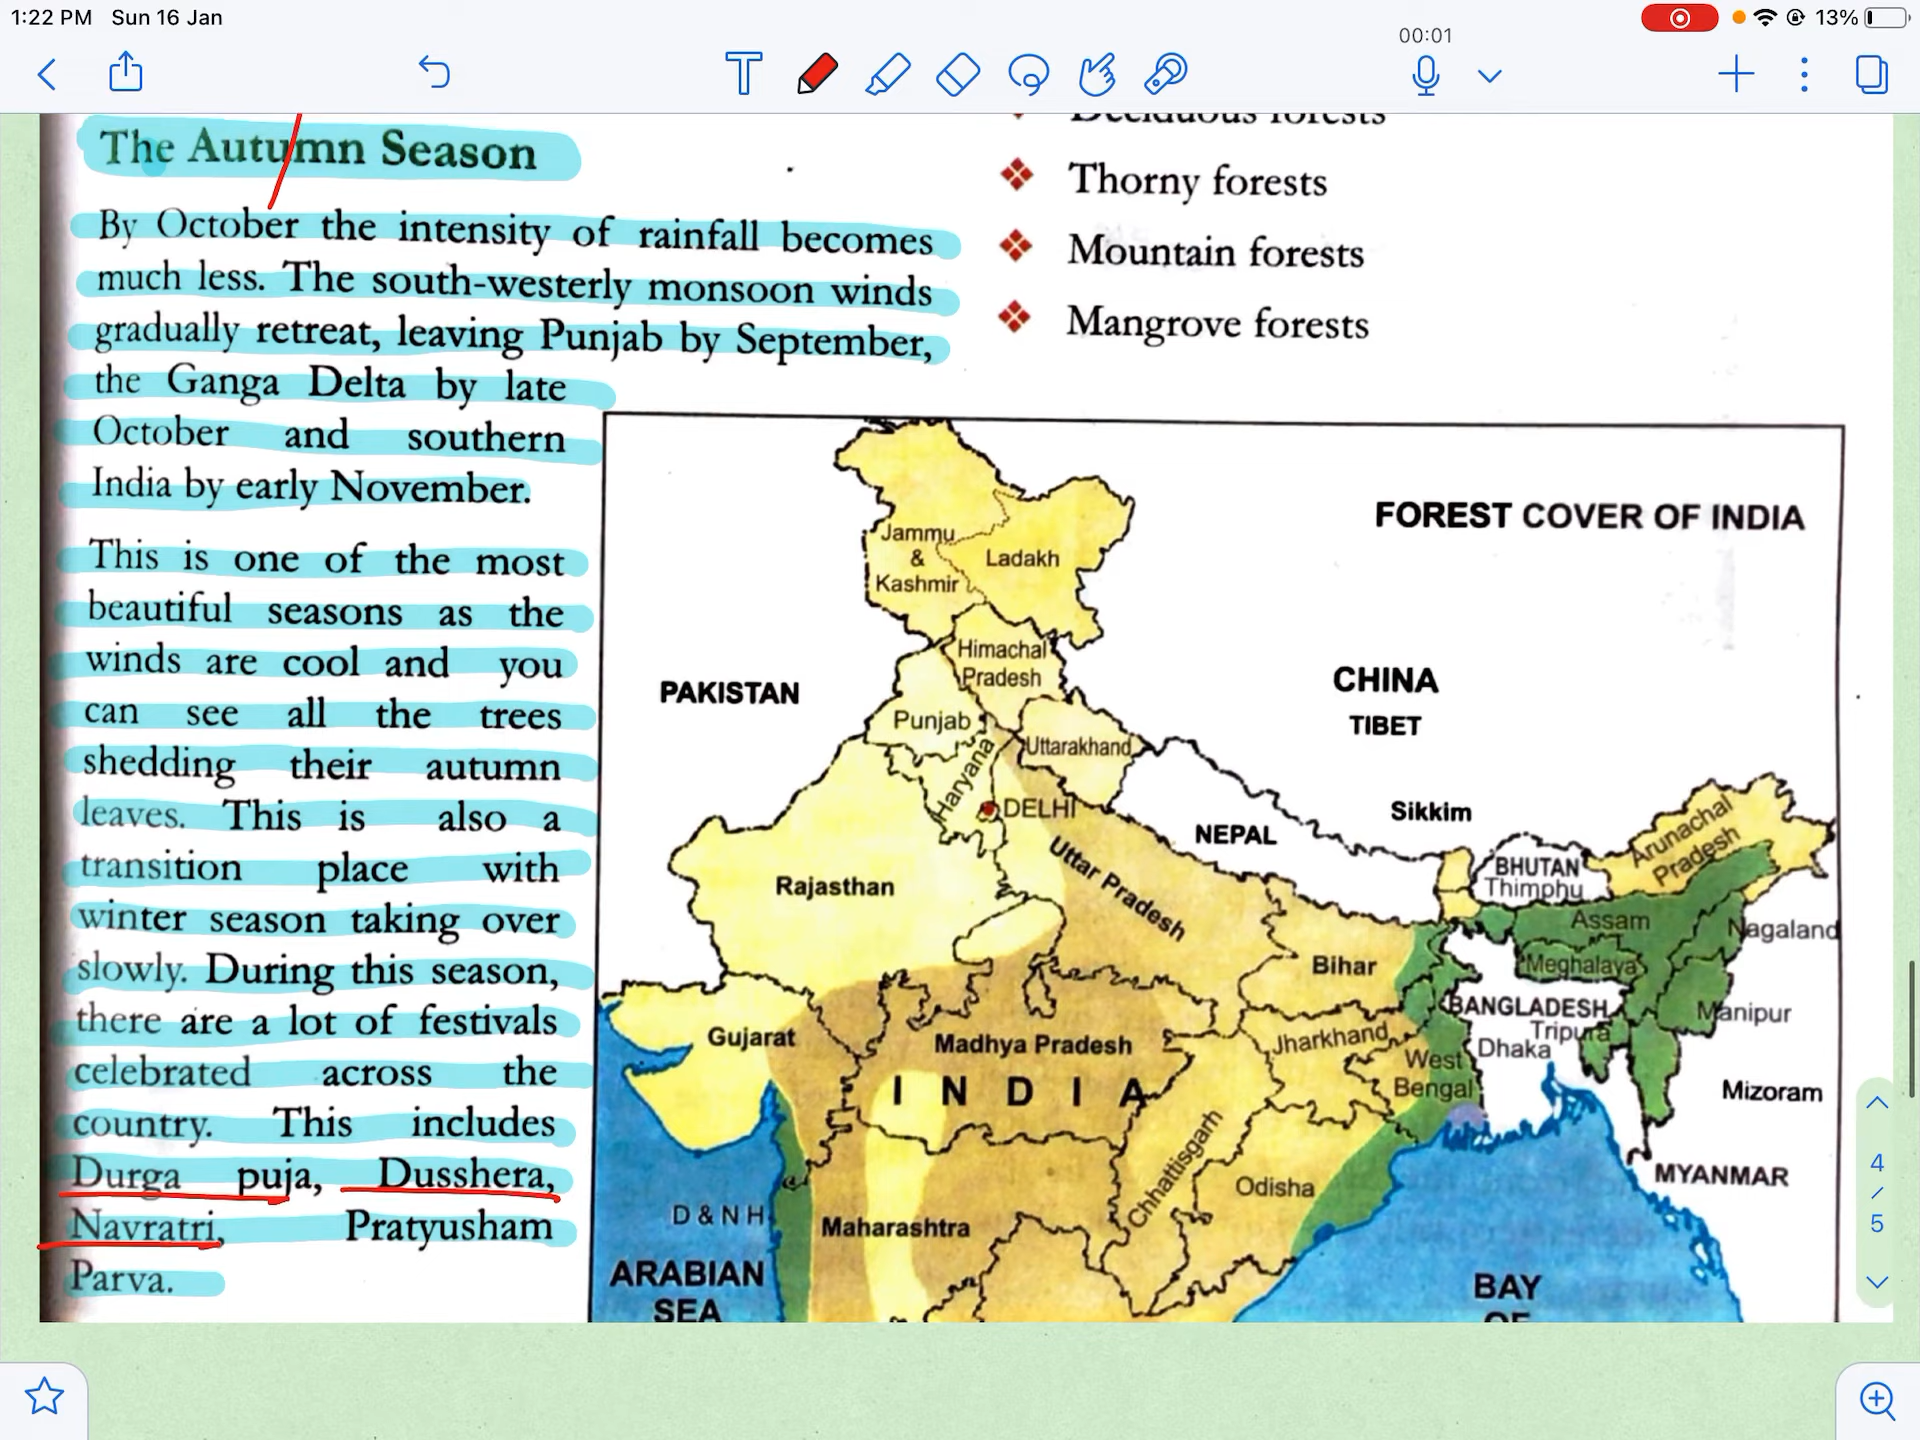 1:22 PM Sun 16 Jan
13%
00:01
The Autumn Season
By October the intensity of rainfall becomes
much less. The south-westerly monsoon winds
gradually retreat, leaving Punjab by September,
the Ganga Delta by late
October and southern
India by early November.
This is one of the most
beautiful seasons as the
winds are cool and you
can see all the trees
shedding their autumn
leaves. This is also a
transition place with
winter season taking over
slowly. During this season,
there are a lot of festivals
celebrated across the
country. This includes
Durga puja, Dusshera,
Navratri, Pratyusham
Parva.
Deciduous forests
Thorny forests
Mountain forests
Mangrove forests
FOREST COVER OF INDIA
Jammu
&
Kashmir
Ladakh
Himachal
Pradesh
PAKISTAN
CHINA
TIBET
Punjab
Uttarakhand
Haryana
DELHI
Sikkim
NEPAL
Arunachal
Pradesh
BHUTAN
Thimphu
Rajasthan
Uttar Pradesh
Assam
Nagaland
Bihar
Meghalaya
BANGLADESH
Manipur
Tripura
Gujarat
Madhya Pradesh
Jharkhand
Dhaka
West
Bengal
INDIA
Mizoram
Chhattisgarh
MYANMAR
Odisha
D & N H
Maharashtra
ARABIAN
SEA
BAY
OF
4
/
5